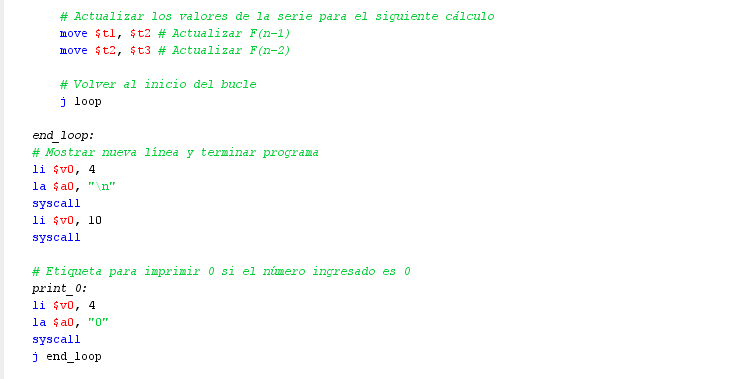 # Actualizar los valores de la serie para el siguiente cálculo
move $t1, $t2 # Actualizar F(n-1)
move $t2, $t3 # Actualizar F(n-2)
# Volver al inicio del bucle
j loop
end_loop:
# Mostrar nueva línea y terminar programa
li $v0, 4
la $a0, "\n"
syscall
li $v0, 10
syscall
# Etiqueta para imprimir 0 si el número ingresado es 0
print_0:
li $v0, 4
la $a0, "0"
syscall
j end_loop